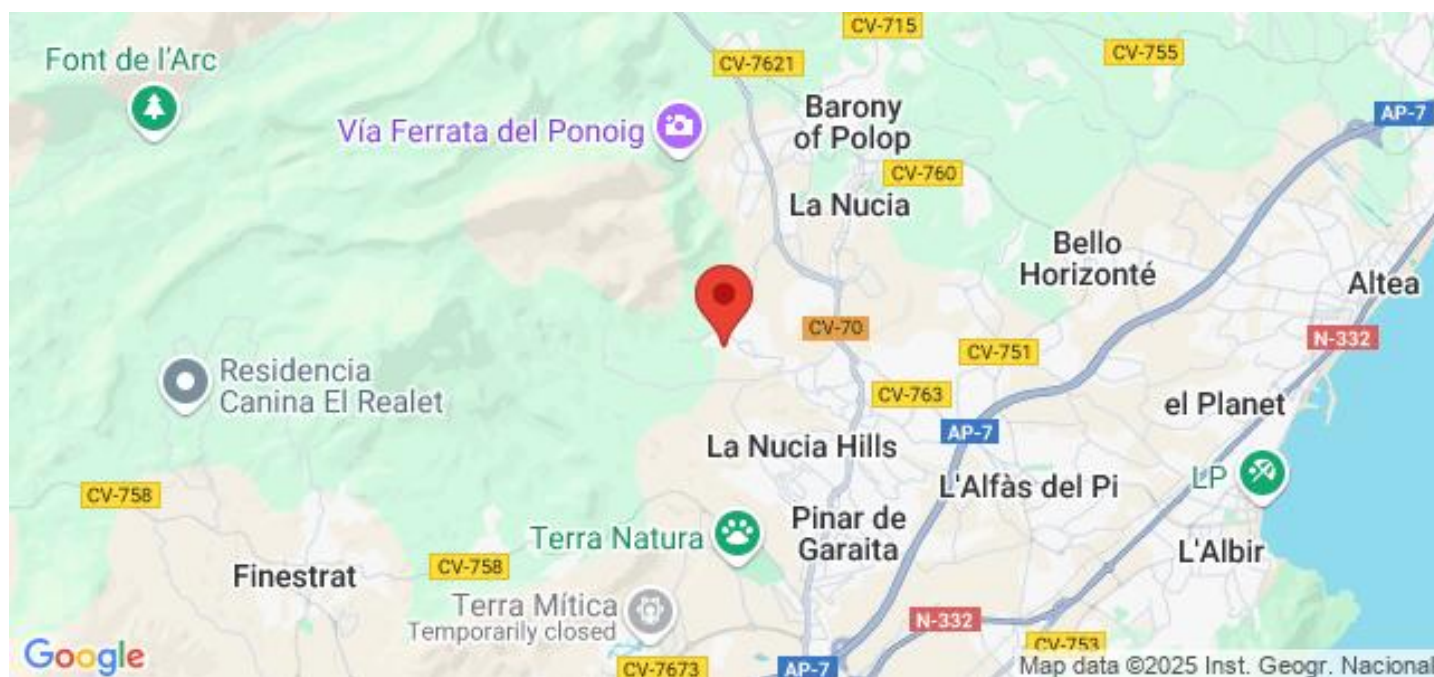 CV-715
CV-755
Font de l'Arc
CV-7621
AP-7
Barony
of Polop
Vía Ferrata del Ponoig
CV-760
La Nucia
Bello
Horizonté
Altea
CV-70
N-332
CV-751
Residencia
Canina El Realet
CV-763
el Planet
AP-7
La Nucia Hills
LP
L'Alfàs del Pi
CV-758
Pinar de
Garaita
Terra Natura
L'Albir
CV-758
Finestrat
Terra Mítica
Temporarily closed
N-332
CV-753
Google
CV-7673
AP-7
Map data ©2025 Inst. Geogr. Nacional